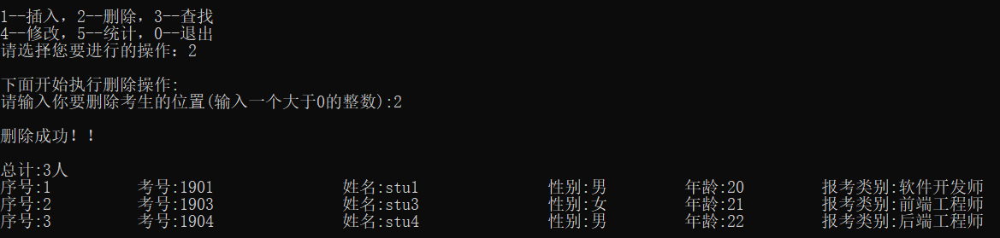 1--插入，2--删除，3--查找
4--修改，5--统计，0--退出
请选择您要进行的操作：2
下面开始执行删除操作:
请输入你要删除考生的位置(输入一个大于0的整数):2
删除成功！！
总计:3人
序号:1 考号:1901 姓名:stu1 性别:男 年龄:20 报考类别:软件开发师
序号:2 考号:1903 姓名:stu3 性别:女 年龄:21 报考类别:前端工程师
序号:3 考号:1904 姓名:stu4 性别:男 年龄:22 报考类别:后端工程师